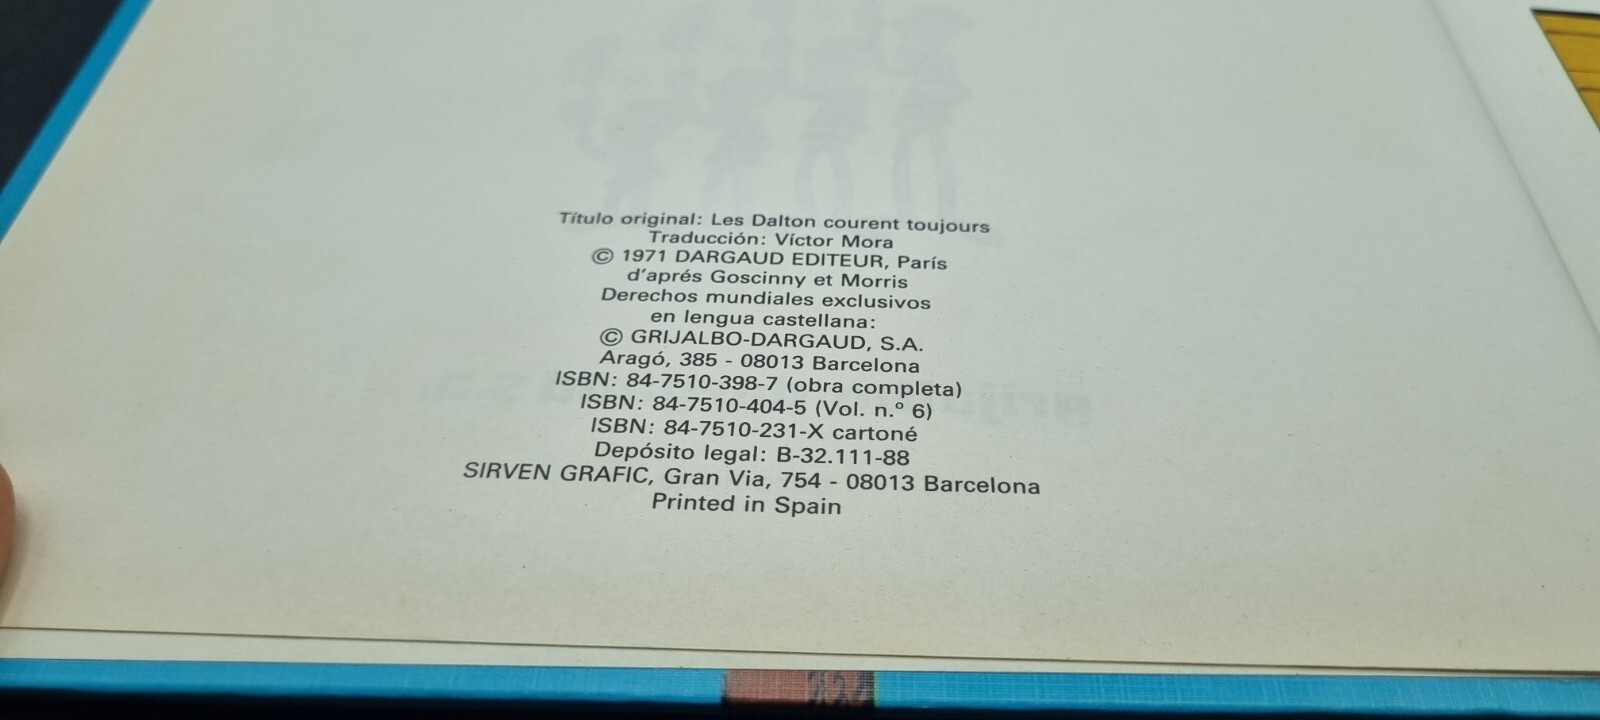 Título original: Les Dalton courent toujours
Traducción: Víctor Mora
© 1971 DARGAUD EDITEUR, París
d'aprés Goscinny et Morris
Derechos mundiales exclusivos
en lengua castellana:
© GRIJALBO-DARGAUD, S.A.
Aragó, 385 - 08013 Barcelona
ISBN: 84-7510-398-7 (obra completa)
ISBN: 84-7510-404-5 (Vol. n.º 6)
ISBN: 84-7510-231-X cartoné
Depósito legal: B-32.111-88
SIRVEN GRAFIC, Gran Via, 754 - 08013 Barcelona
Printed in Spain